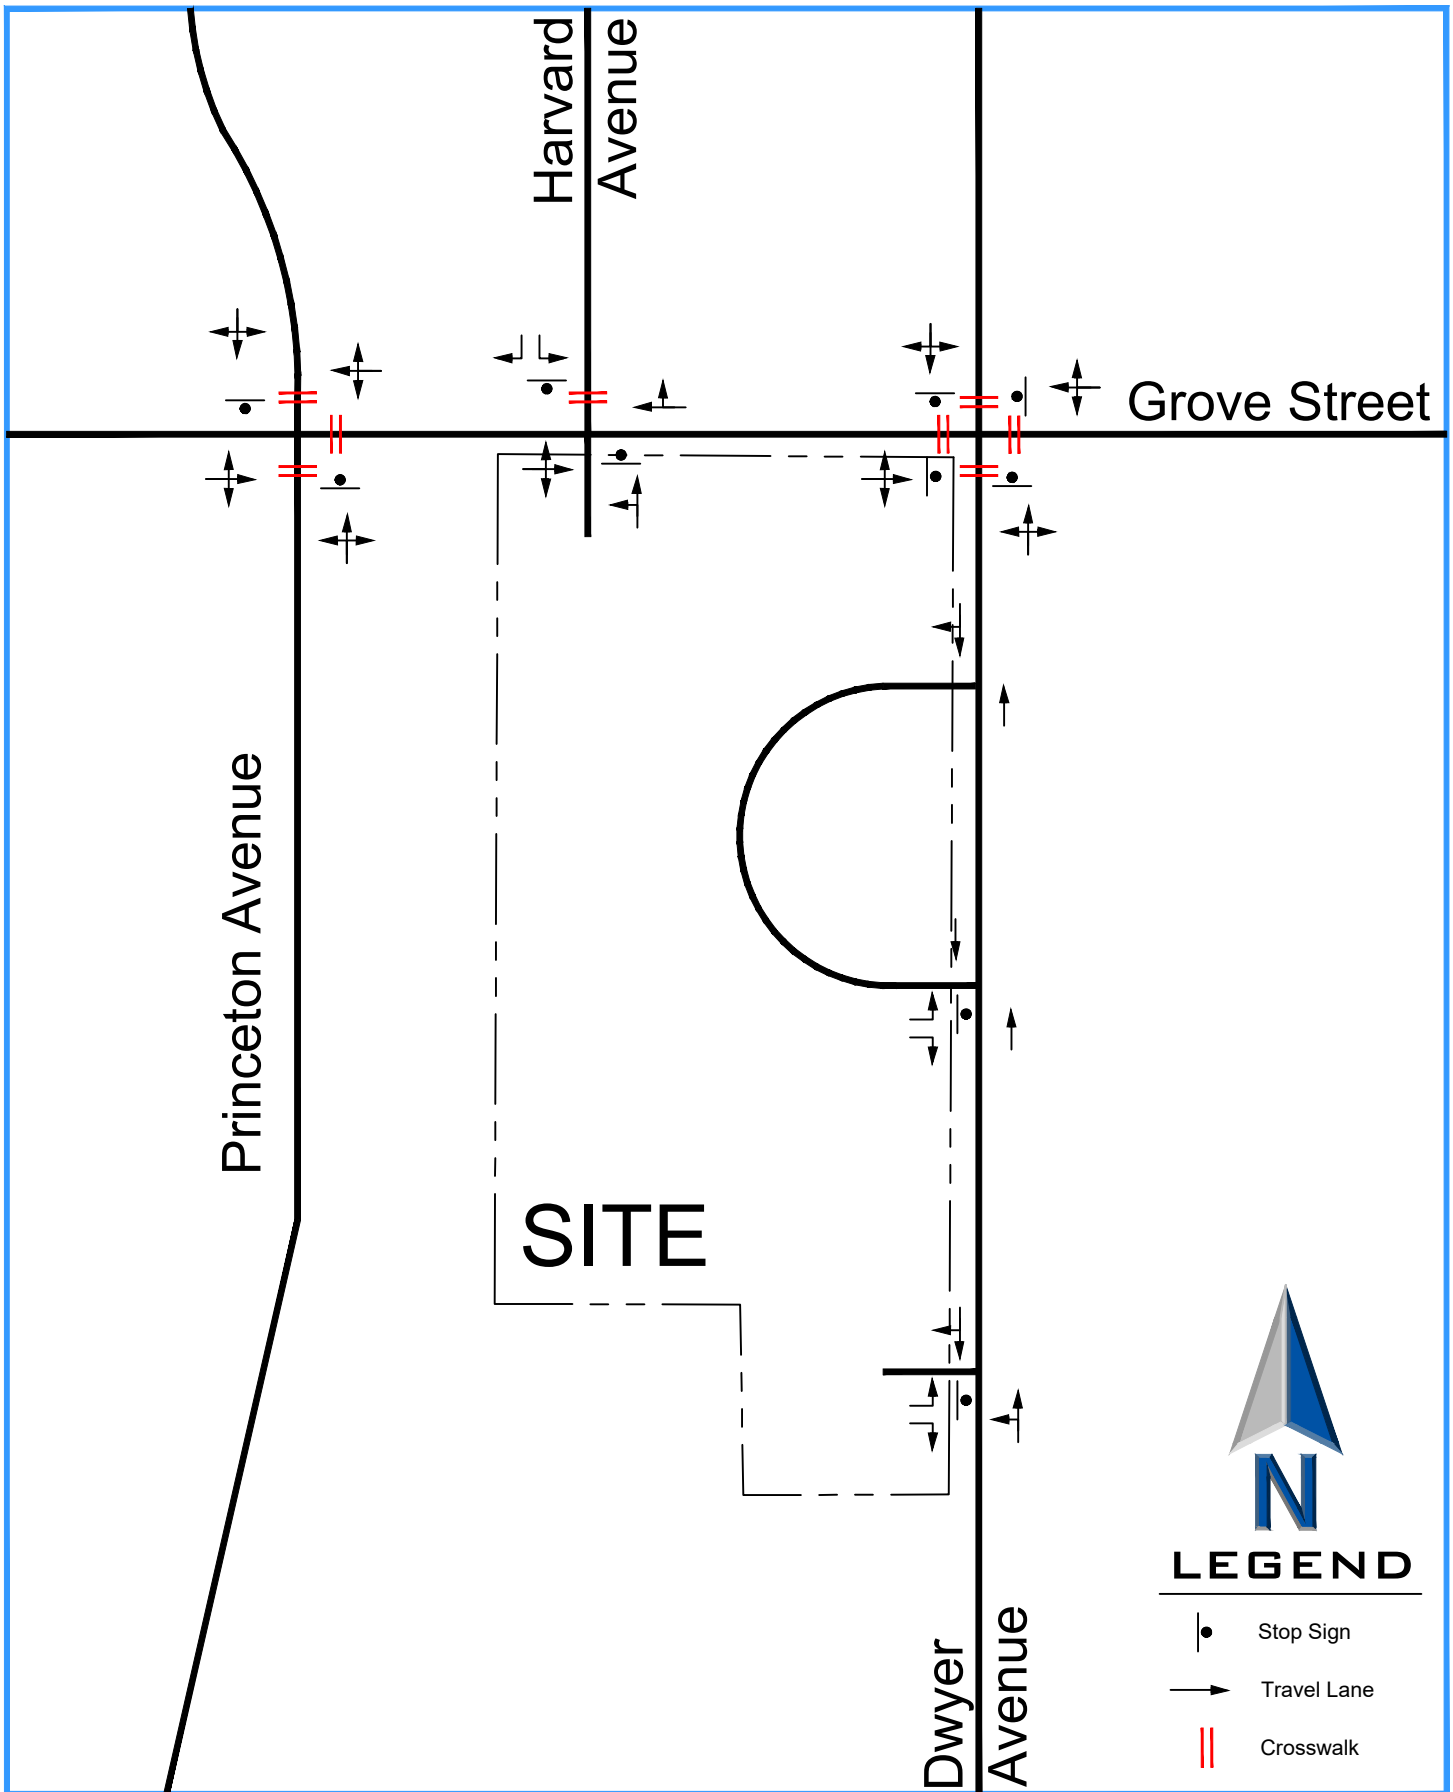 Harvard
Avenue
Grove Street
Princeton Avenue
SITE
N
LEGEND
Stop Sign
Travel Lane
Crosswalk
Dwyer
Avenue